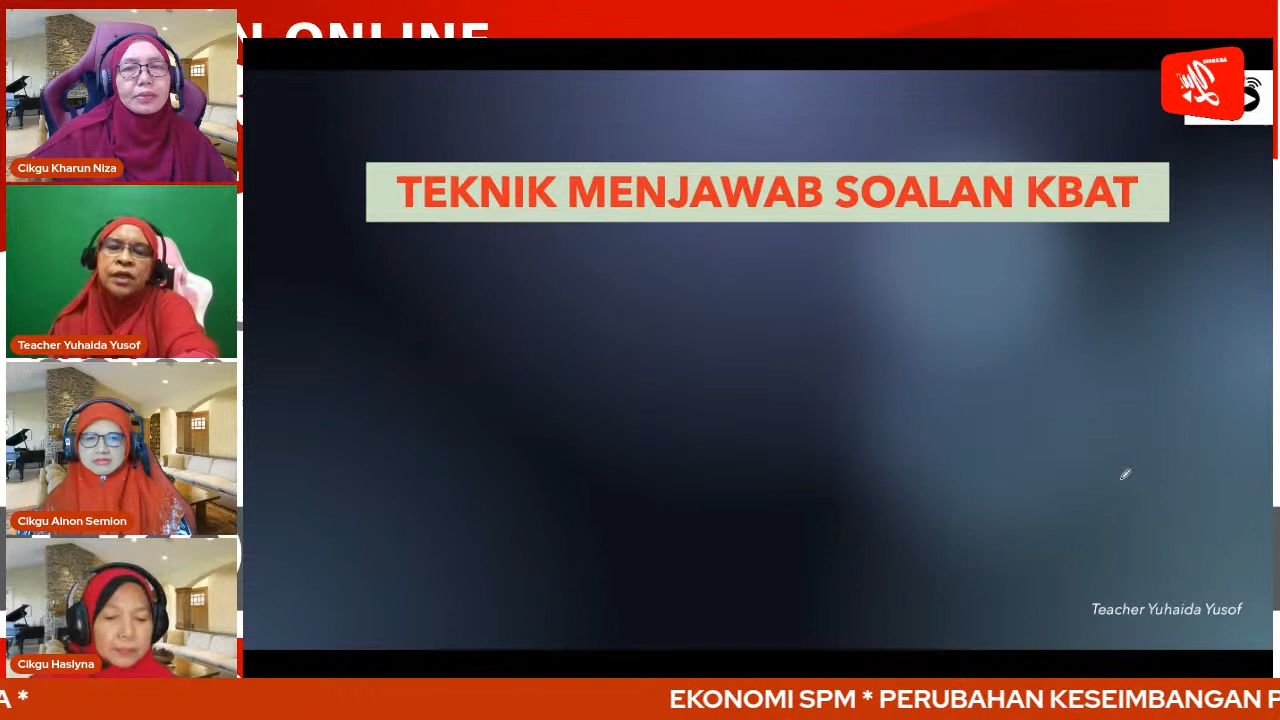 N ONLINE
Cikgu Kharun Niza
TEKNIK MENJAWAB SOALAN KBAT
Teacher Yuhaida Yusof
Cikgu Ainon Semion
Teacher Yuhaida Yusof
Cikgu Haslyna
A * EKONOMI SPM * PERUBAHAN KESEIMBANGAN P